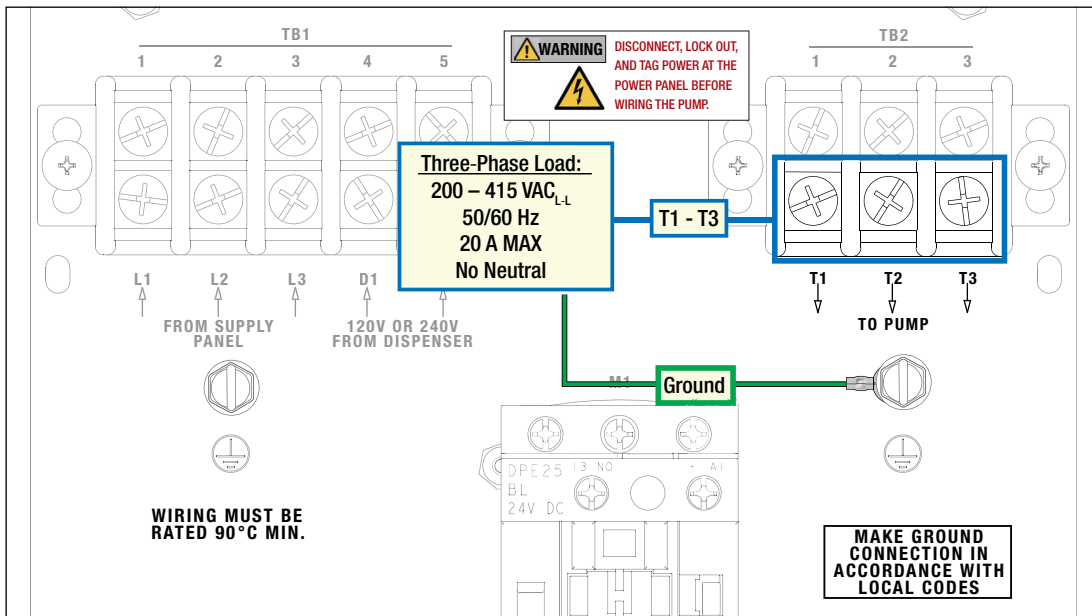 TB1
1 2 3 4 5
WARNING
DISCONNECT, LOCK OUT,
AND TAG POWER AT THE
POWER PANEL BEFORE
WIRING THE PUMP.
TB2
1 2 3
Three-Phase Load:
200 – 415 VAC L-L
50/60 Hz
20 A MAX
No Neutral
T1 - T3
L1 L2 L3 D1
FROM SUPPLY
PANEL
120V OR 240V
FROM DISPENSER
T1 T2 T3
TO PUMP
M1
Ground
DPE25
BL
24V DC
13 NO
+ A1
WIRING MUST BE
RATED 90°C MIN.
MAKE GROUND
CONNECTION IN
ACCORDANCE WITH
LOCAL CODES